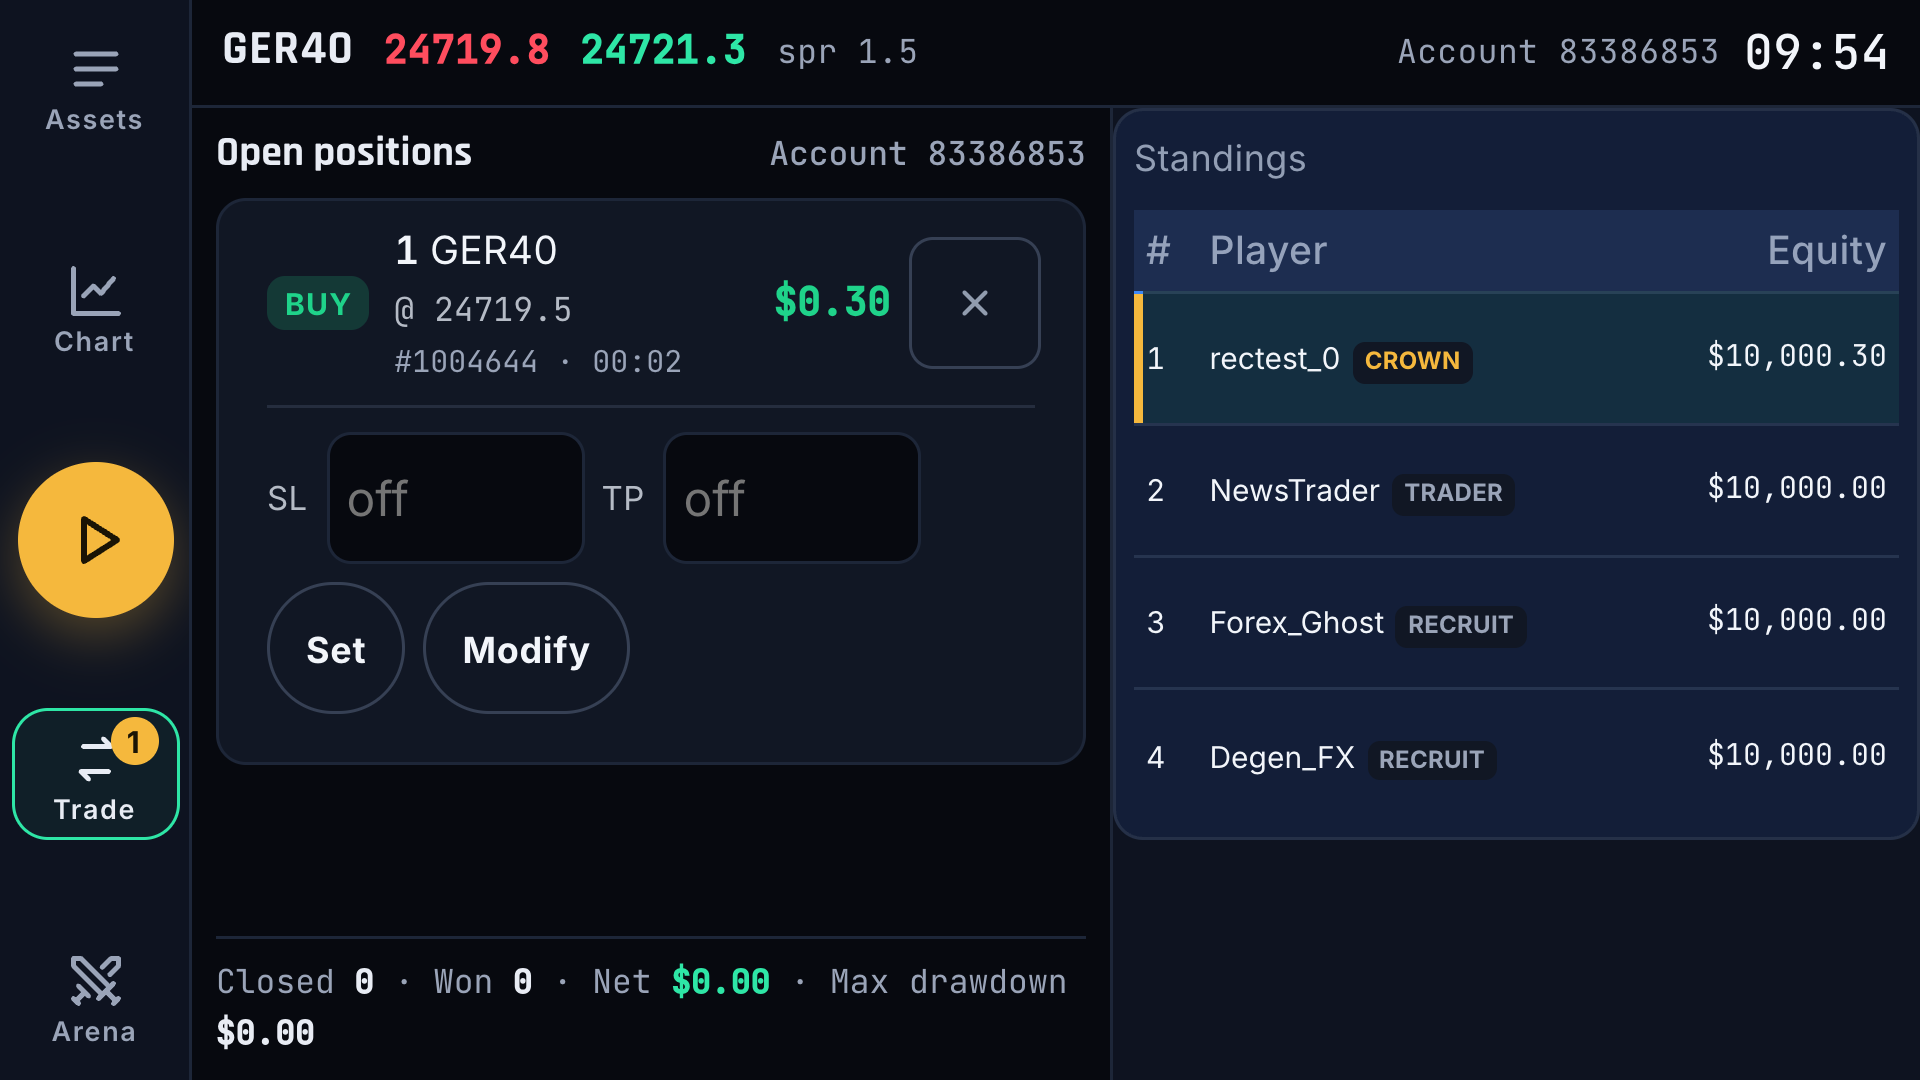 GER40 24719.8 24721.3 spr 1.5
Account 83386853 09:54
Assets
Chart
1
Trade
Arena
Open positions
Account 83386853
BUY
1 GER40
@ 24719.5
#1004644 · 00:02
$0.30
SL off TP off
Set Modify
Closed 0 · Won 0 · Net $0.00 · Max drawdown
$0.00
Standings
# Player Equity
1 rectest_0 CROWN $10,000.30
2 NewsTrader TRADER $10,000.00
3 Forex_Ghost RECRUIT $10,000.00
4 Degen_FX RECRUIT $10,000.00